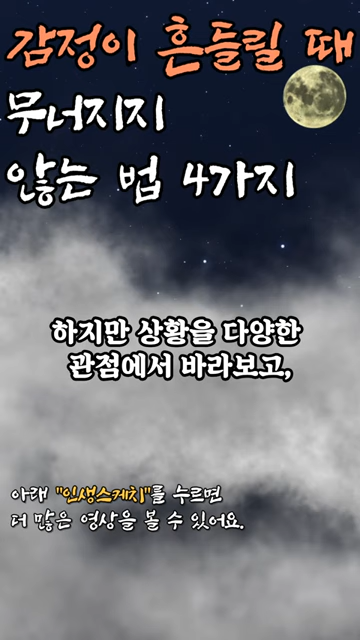 감정이 흔들릴 때
무너지지
않는 법 4가지
하지만 상황을 다양한
관점에서 바라보고,
아래 "인생스케치"를 누르면
더 많은 영상을 볼 수 있어요.